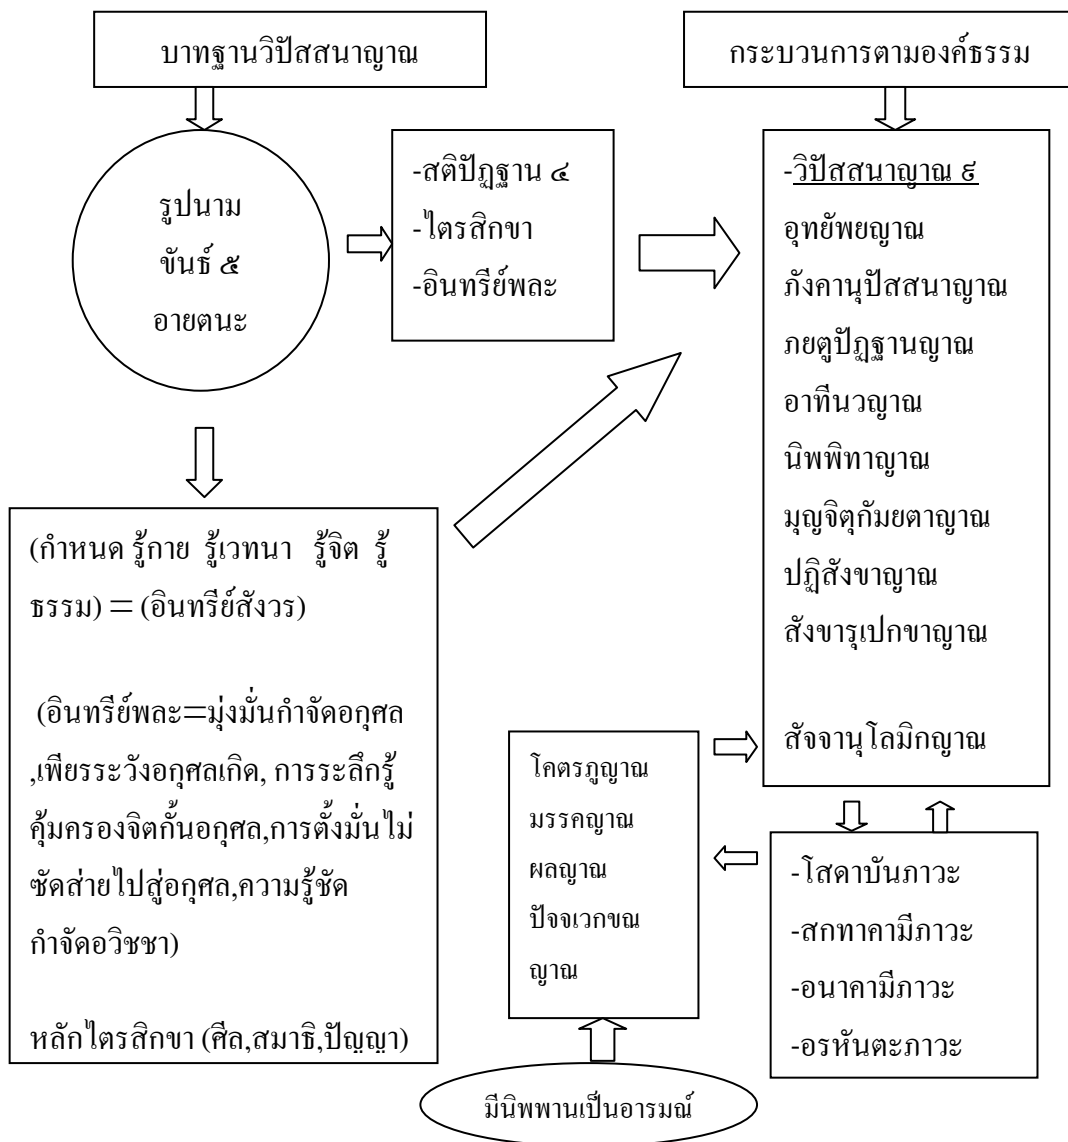 บาทฐานวิปัสสนาญาณ
กระบวนการตามองค์ธรรม
รูปนาม
ขันธ์ ๕
อายตนะ
-สติปัฏฐาน ๔
-ไตรสิกขา
-อินทรีย์พละ
-วิปัสสนาญาณ ๙
อุทยัพยญาณ
ภังคานุปัสสนาญาณ
ภยตูปัฏฐานญาณ
อาทีนวญาณ
นิพพิทาญาณ
มุญจิตุกัมยตาญาณ
ปฏิสังขาญาณ
สังขารุเปกขาญาณ
สัจจานุโลมิกญาณ
(กำหนด รู้กาย รู้เวทนา รู้จิต รู้
ธรรม) = (อินทรีย์สังวร)
(อินทรีย์พละ=มุ่งมั่นกำจัดอกุศล
,เพียรระวังอกุศลเกิด, การระลึกรู้
คุ้มครองจิตกั้นอกุศล,การตั้งมั่นไม่
ซัดส่ายไปสู่อกุศล,ความรู้ชัด
กำจัดอวิชชา)
หลักไตรสิกขา (ศีล,สมาธิ,ปัญญา)
โคตรภูญาณ
มรรคญาณ
ผลญาณ
ปัจจเวกขณ
ญาณ
-โสดาบันภาวะ
-สกทาคามีภาวะ
-อนาคามีภาวะ
-อรหันตะภาวะ
มีนิพพานเป็นอารมณ์